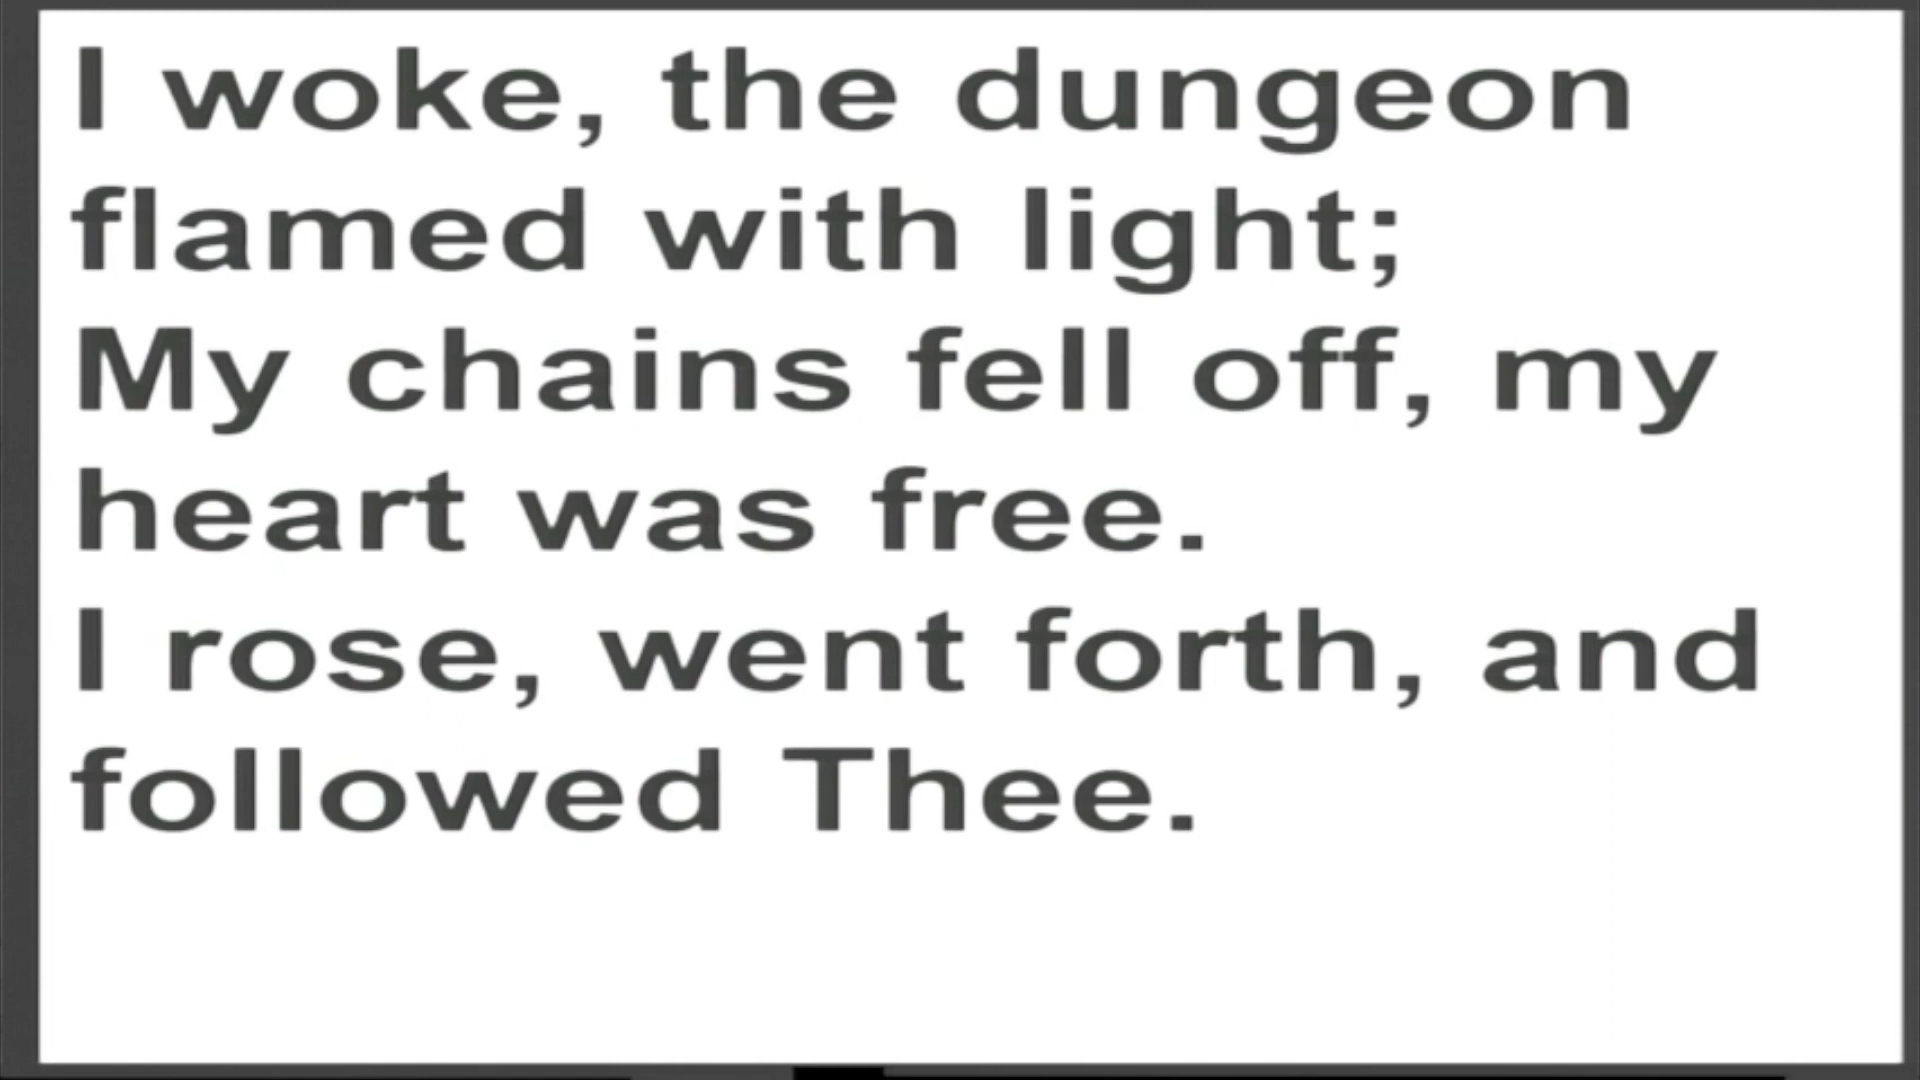 I woke, the dungeon
flamed with light;
My chains fell off, my
heart was free.
I rose, went forth, and
followed Thee.